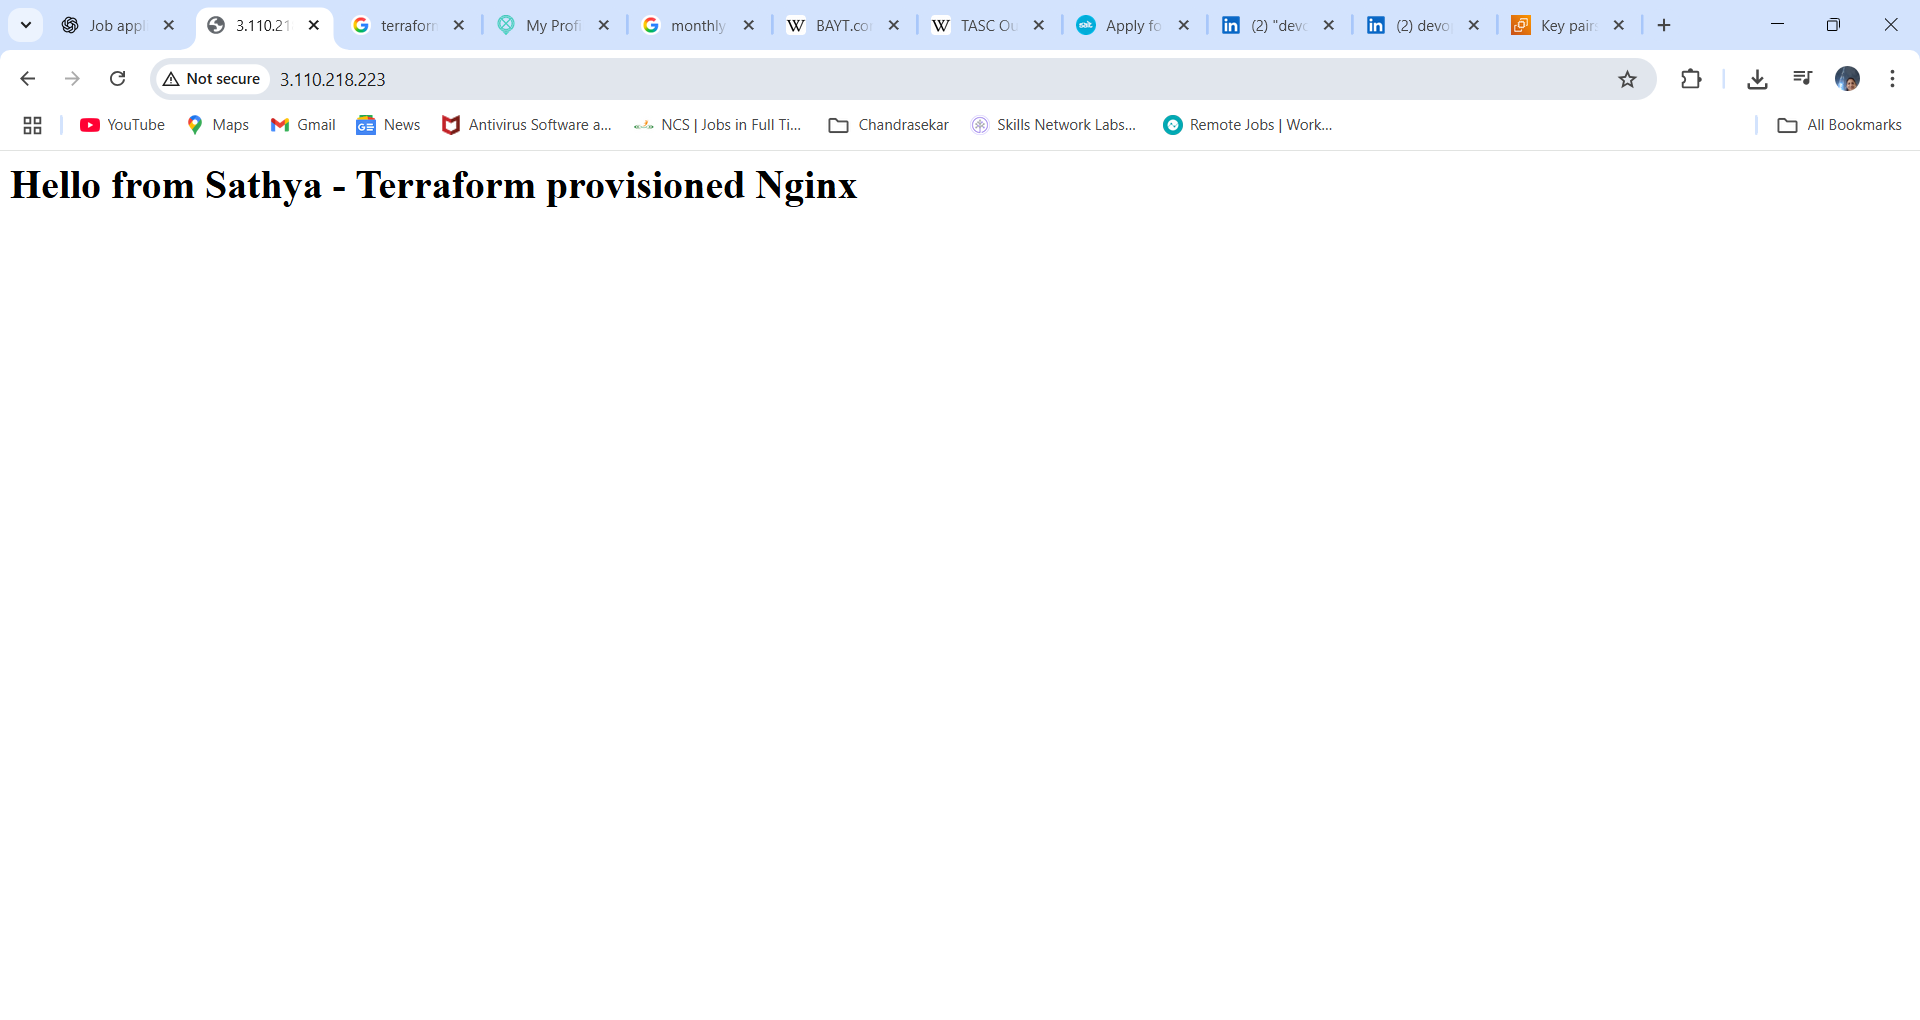 Job appl
3.110.21
terraform
My Profi
monthly
BAYT.co
TASC Ou
salt
Apply fo
(2) "devo
(2) devo
Key pairs
Not secure
3.110.218.223
YouTube
Maps
Gmail
News
Antivirus Software a...
NCS | Jobs in Full Ti...
Chandrasekar
Skills Network Labs...
Remote Jobs | Work...
All Bookmarks
Hello from Sathya - Terraform provisioned Nginx